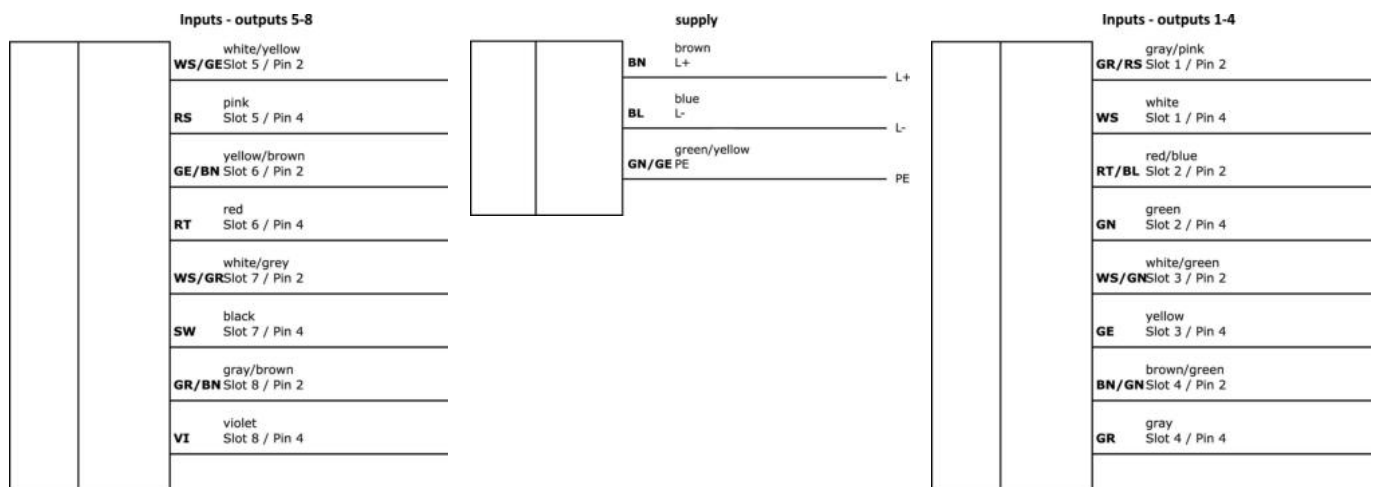 Inputs - outputs 5-8
white/yellow
WS/GE Slot 5 / Pin 2
pink
RS Slot 5 / Pin 4
yellow/brown
GE/BN Slot 6 / Pin 2
red
RT Slot 6 / Pin 4
white/grey
WS/GR Slot 7 / Pin 2
black
SW Slot 7 / Pin 4
gray/brown
GR/BN Slot 8 / Pin 2
violet
VI Slot 8 / Pin 4
supply
brown
BN L+
L+
blue
BL L-
L-
green/yellow
GN/GE PE
PE
Inputs - outputs 1-4
gray/pink
GR/RS Slot 1 / Pin 2
white
WS Slot 1 / Pin 4
red/blue
RT/BL Slot 2 / Pin 2
green
GN Slot 2 / Pin 4
white/green
WS/GN Slot 3 / Pin 2
yellow
GE Slot 3 / Pin 4
brown/green
BN/GN Slot 4 / Pin 2
gray
GR Slot 4 / Pin 4